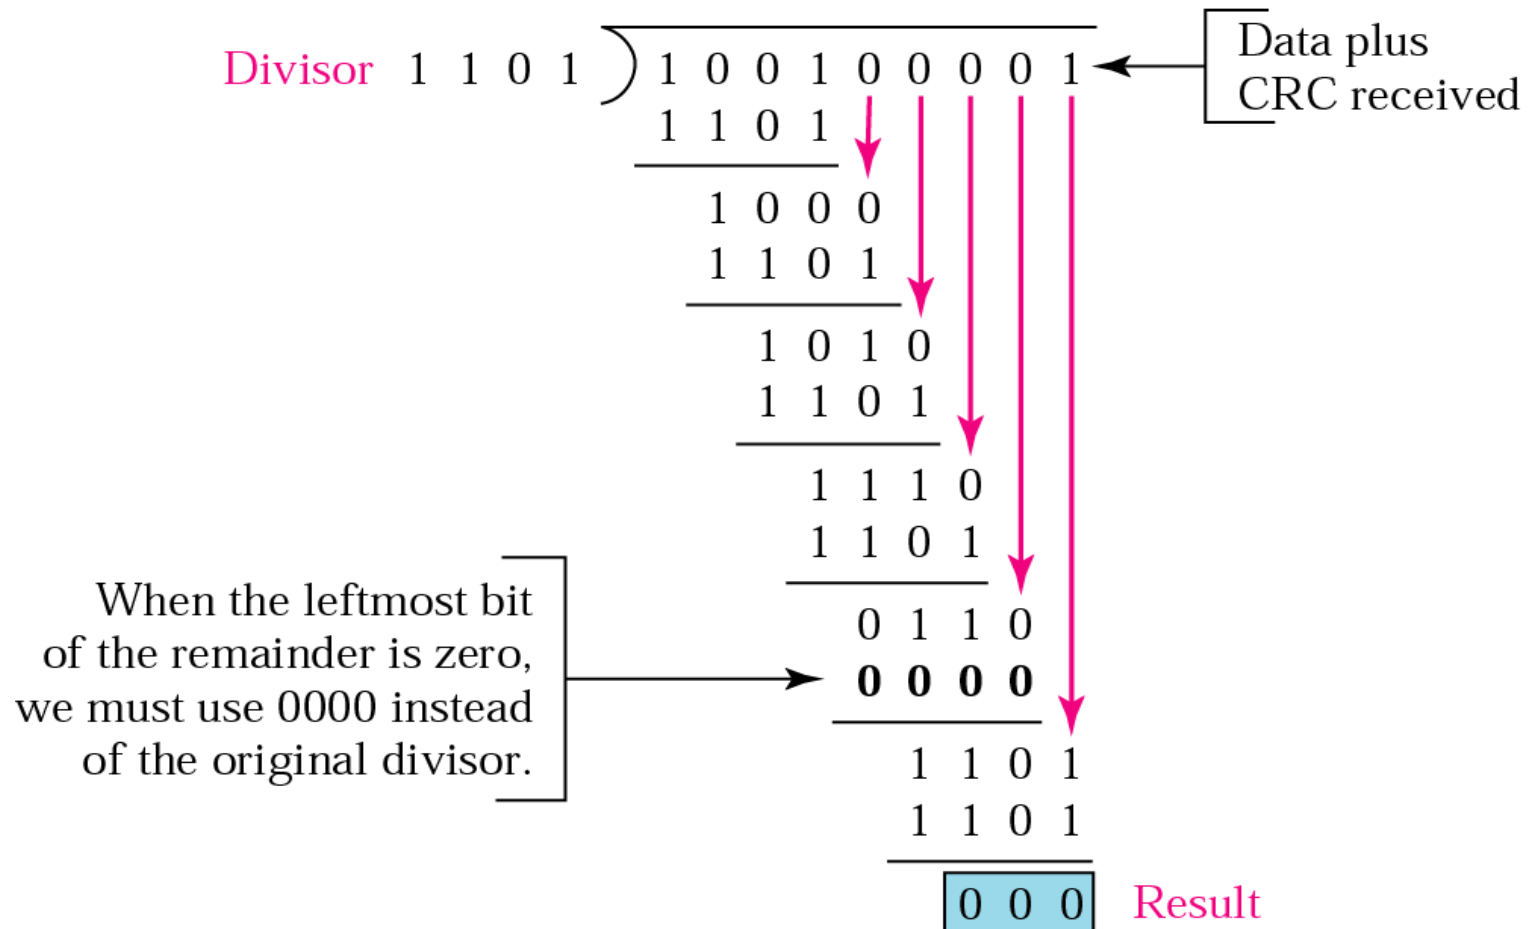 Divisor 1 1 0 1 1 0 0 1 0 0 0 0 1
Data plus
CRC received
1 1 0 1
1 0 0 0
1 1 0 1
1 0 1 0
1 1 0 1
1 1 1 0
1 1 0 1
When the leftmost bit
of the remainder is zero,
we must use 0000 instead
of the original divisor.
0 1 1 0
0 0 0 0
1 1 0 1
1 1 0 1
0 0 0 Result